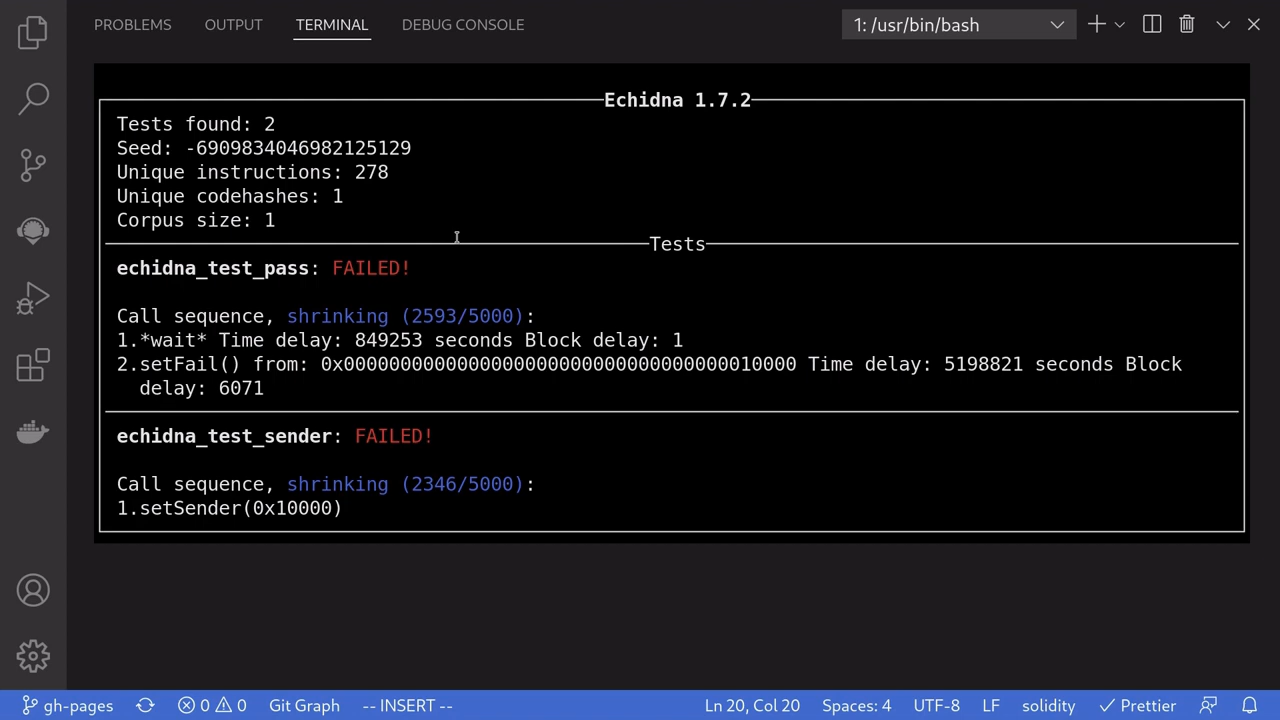 PROBLEMS OUTPUT TERMINAL DEBUG CONSOLE 1: /usr/bin/bash
Echidna 1.7.2
Tests found: 2
Seed: -6909834046982125129
Unique instructions: 278
Unique codehashes: 1
Corpus size: 1
Tests
echidna_test_pass: FAILED!
Call sequence, shrinking (2593/5000):
1.*wait* Time delay: 849253 seconds Block delay: 1
2.setFail() from: 0x0000000000000000000000000000000000010000 Time delay: 5198821 seconds Block
delay: 6071
echidna_test_sender: FAILED!
Call sequence, shrinking (2346/5000):
1.setSender(0x10000)
gh-pages 0 0 Git Graph -- INSERT -- Ln 20, Col 20 Spaces: 4 UTF-8 LF solidity Prettier